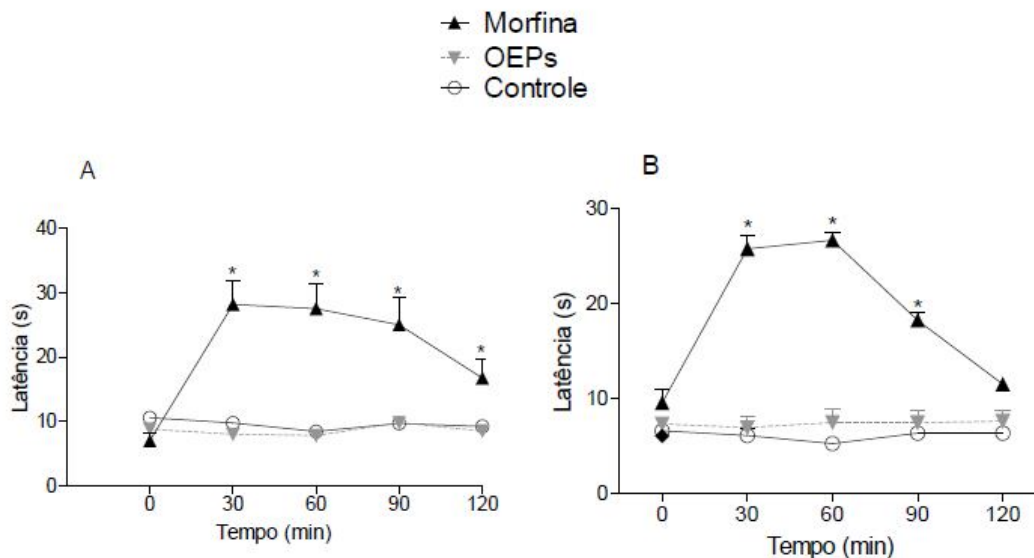 Morfina
OEPs
Controle
A
40
30
20
10
0
Latência (s)
* * * *
0 30 60 90 120
Tempo (min)
B
30
20
10
0
Latência (s)
* * *
0 30 60 90 120
Tempo (min)